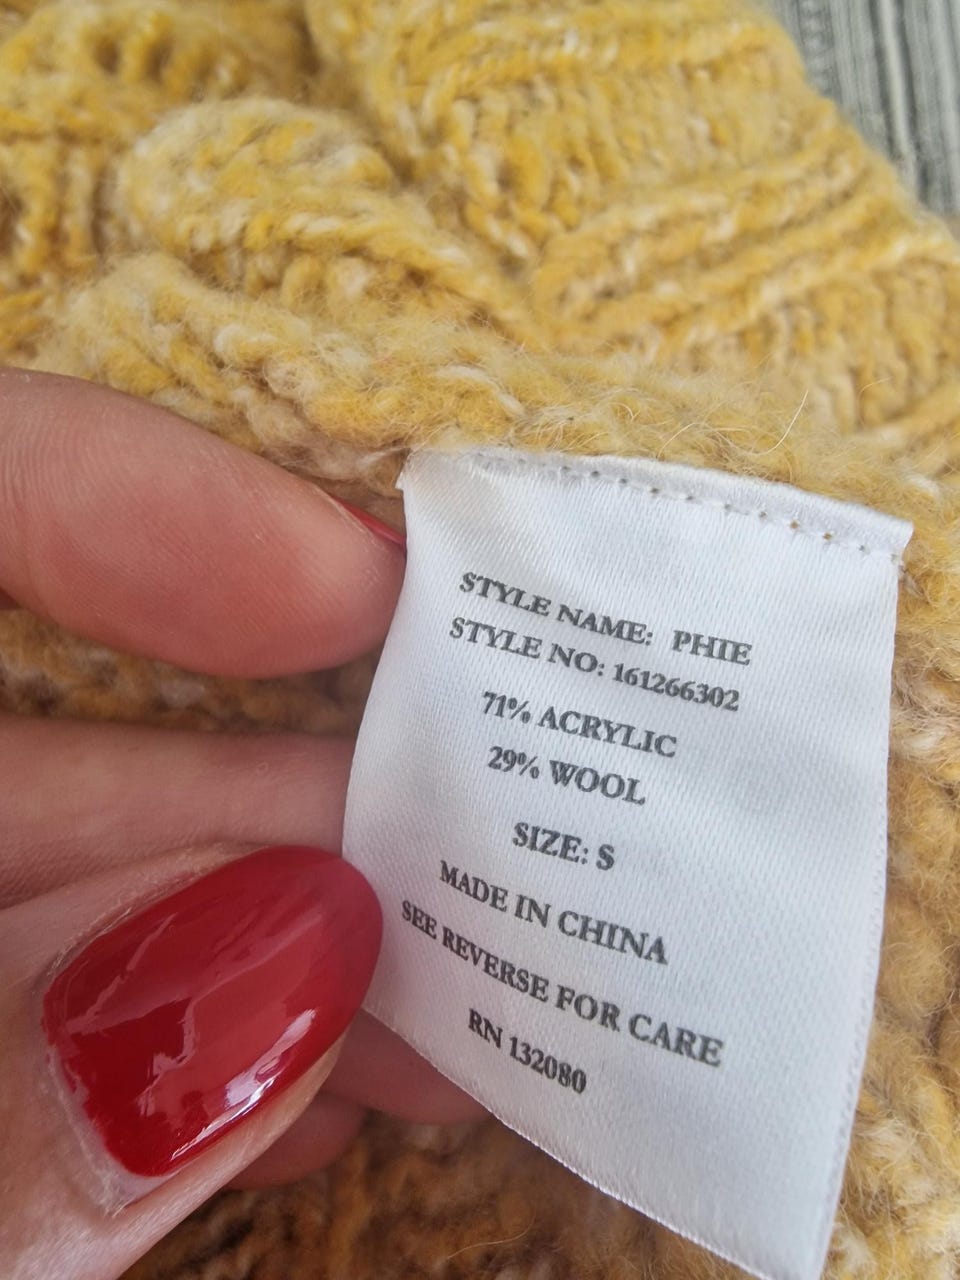 STYLE NAME: PHIE
STYLE NO: 161266302
71% ACRYLIC
29% WOOL
SIZE: S
MADE IN CHINA
SEE REVERSE FOR CARE
RN 132080